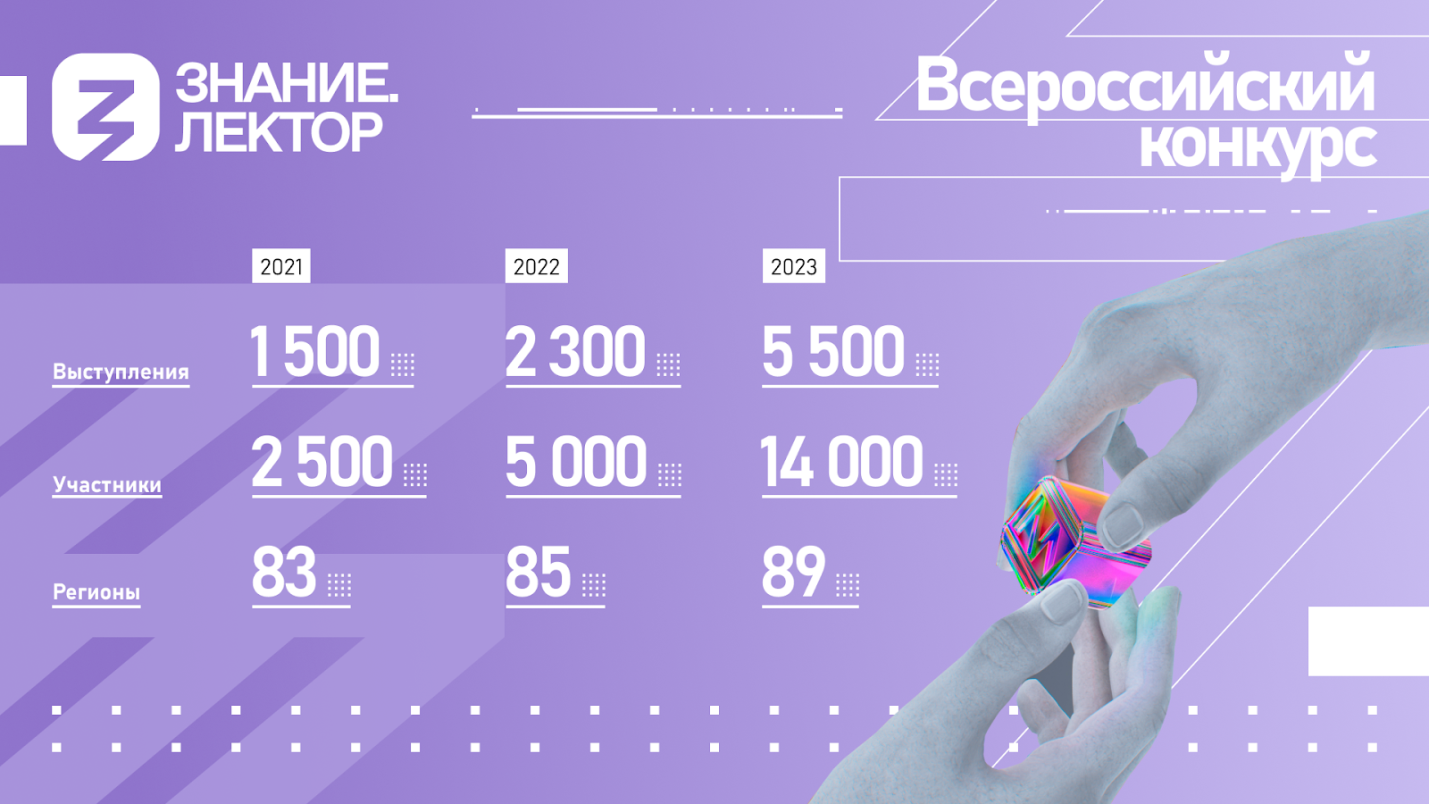 ЗНАНИЕ.
ЛЕКТОР
Всероссийский
конкурс
2021 2022 2023
Выступления 1 500 2 300 5 500
Участники 2 500 5 000 14 000
Регионы 83 85 89